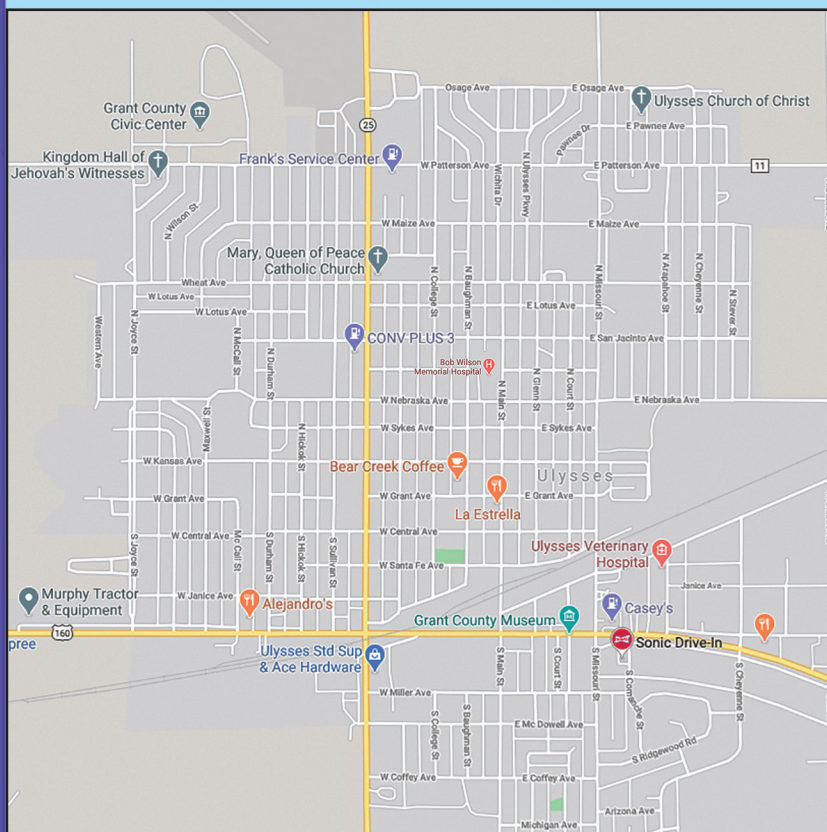 Osage Ave
E Osage Ave
Grant County
Civic Center
Ulysses Church of Christ
25
E Pawnee Ave
Pawnee Dr
Kingdom Hall of
Jehovah's Witnesses
Frank's Service Center
W Patterson Ave
E Patterson Ave
11
Wichita Dr
N Ulysses Pkwy
N Wilson St
W Maize Ave
E Maize Ave
Mary, Queen of Peace
Catholic Church
N College St
N Baughman St
N Missouri St
N Arapahoe St
N Cheyenne St
N Stever St
Wheat Ave
W Lotus Ave
W Lotus Ave
E Lotus Ave
Western Ave
N Joyce St
N McCall St
N Durham St
CONV PLUS 3
E San Jacinto Ave
Bob Wilson
Memorial Hospital
N Main St
N Glenn St
N Court St
W Nebraska Ave
E Nebraska Ave
Maxwell St
N Hickok St
W Sykes Ave
E Sykes Ave
W Kansas Ave
Bear Creek Coffee
Ulysses
W Grant Ave
W Grant Ave
E Grant Ave
La Estrella
S Joyce St
W Central Ave
Mc Call St
S Durham St
S Hickok St
S Sullivan St
W Central Ave
Ulysses Veterinary
Hospital
W Santa Fe Ave
Janice Ave
Murphy Tractor
& Equipment
W Janice Ave
Alejandro's
Casey's
Grant County Museum
160
pree
Sonic Drive-In
Ulysses Std Sup
& Ace Hardware
S Main St
S Court St
S Missouri St
S Comanche St
S Cheyenne St
W Miller Ave
S College St
S Baughman St
E Mc Dowell Ave
S Ridgewood Rd
W Coffey Ave
E Coffey Ave
Arizona Ave
Michigan Ave